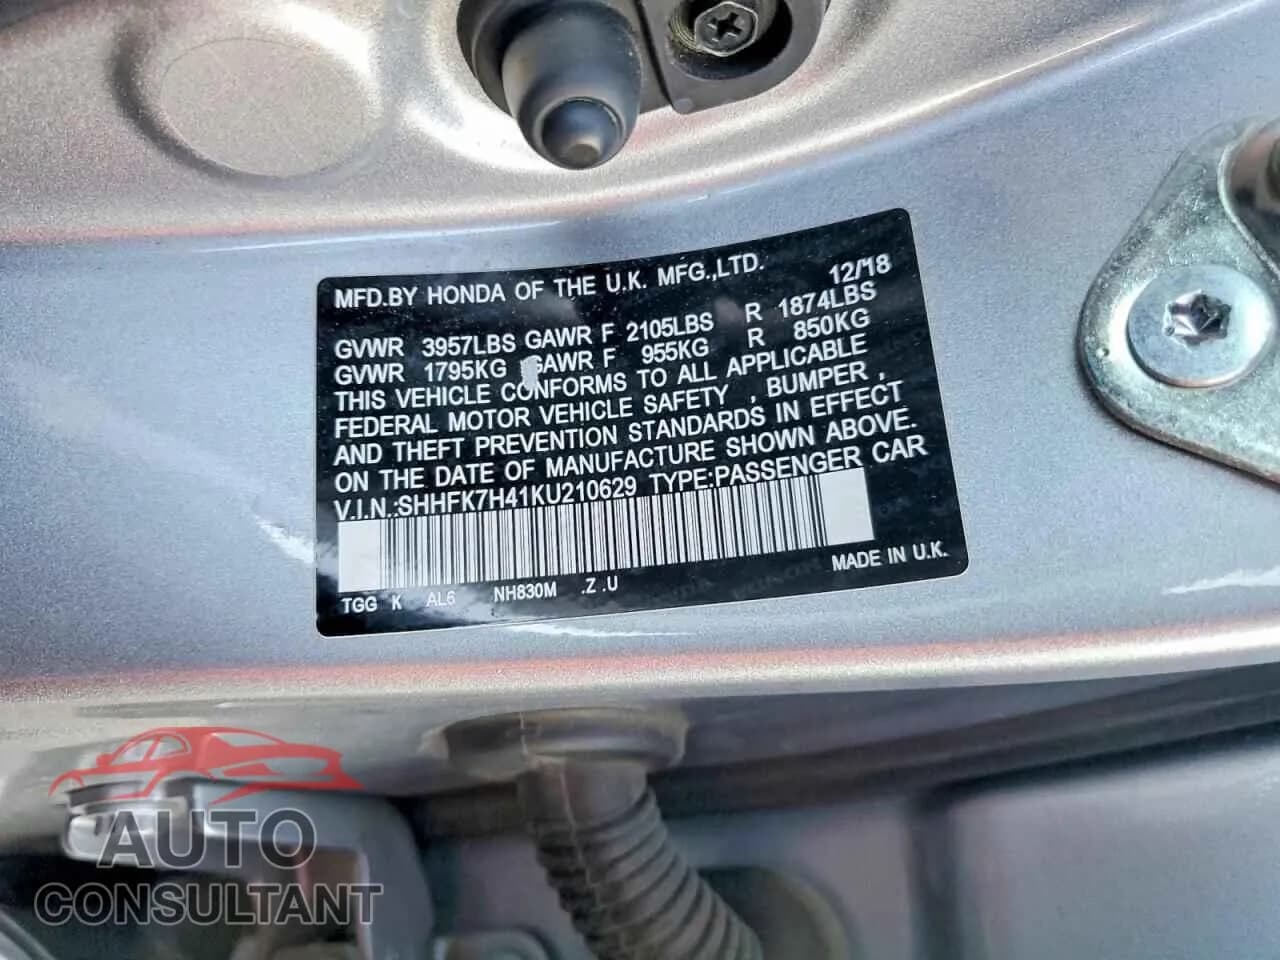 MFD.BY HONDA OF THE U.K. MFG.,LTD. 12/'18
GVWR 3957LBS GAWR F 2105LBS R 1874LBS
GVWR 1795KG GAWR F 955KG R 850KG
THIS VEHICLE CONFORMS TO ALL APPLICABLE
FEDERAL MOTOR VEHICLE SAFETY , BUMPER ,
AND THEFT PREVENTION STANDARDS IN EFFECT
ON THE DATE OF MANUFACTURE SHOWN ABOVE.
V.I.N.:SHHFK7H41KU210629 TYPE:PASSENGER CAR
MADE IN U.K.
TGG K AL6 NH830M .Z .U
AUTO
CONSULTANT